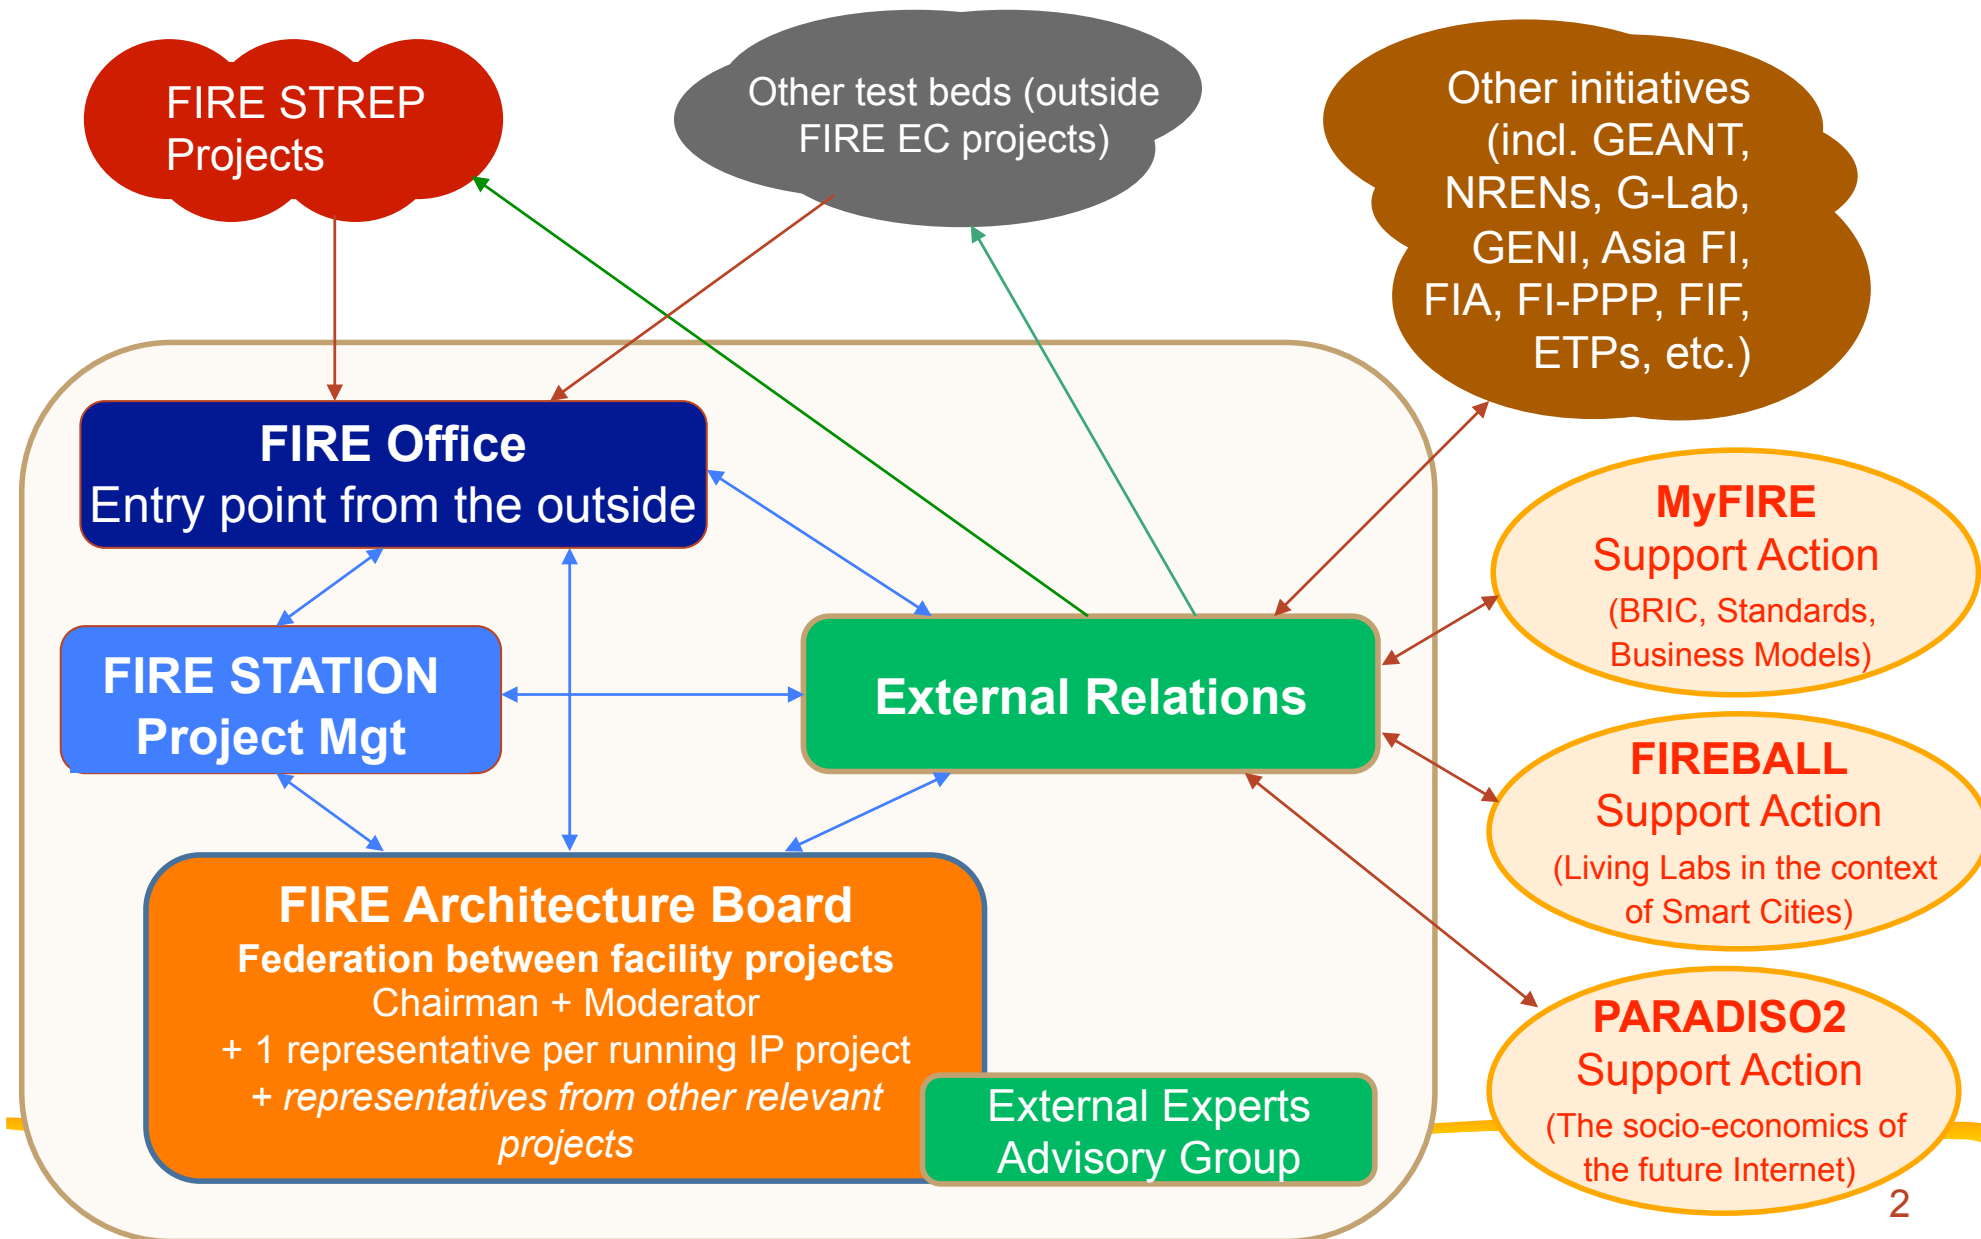 FIRE STREP
Projects
Other test beds (outside
FIRE EC projects)
Other initiatives
(incl. GEANT,
NRENs, G-Lab,
GENI, Asia FI,
FIA, FI-PPP, FIF,
ETPs, etc.)
FIRE Office
Entry point from the outside
FIRE STATION
Project Mgt
External Relations
MyFIRE
Support Action
(BRIC, Standards,
Business Models)
FIREBALL
Support Action
(Living Labs in the context
of Smart Cities)
FIRE Architecture Board
Federation between facility projects
Chairman + Moderator
+ 1 representative per running IP project
+ representatives from other relevant
projects
External Experts
Advisory Group
PARADISO2
Support Action
(The socio-economics of
the future Internet)
2